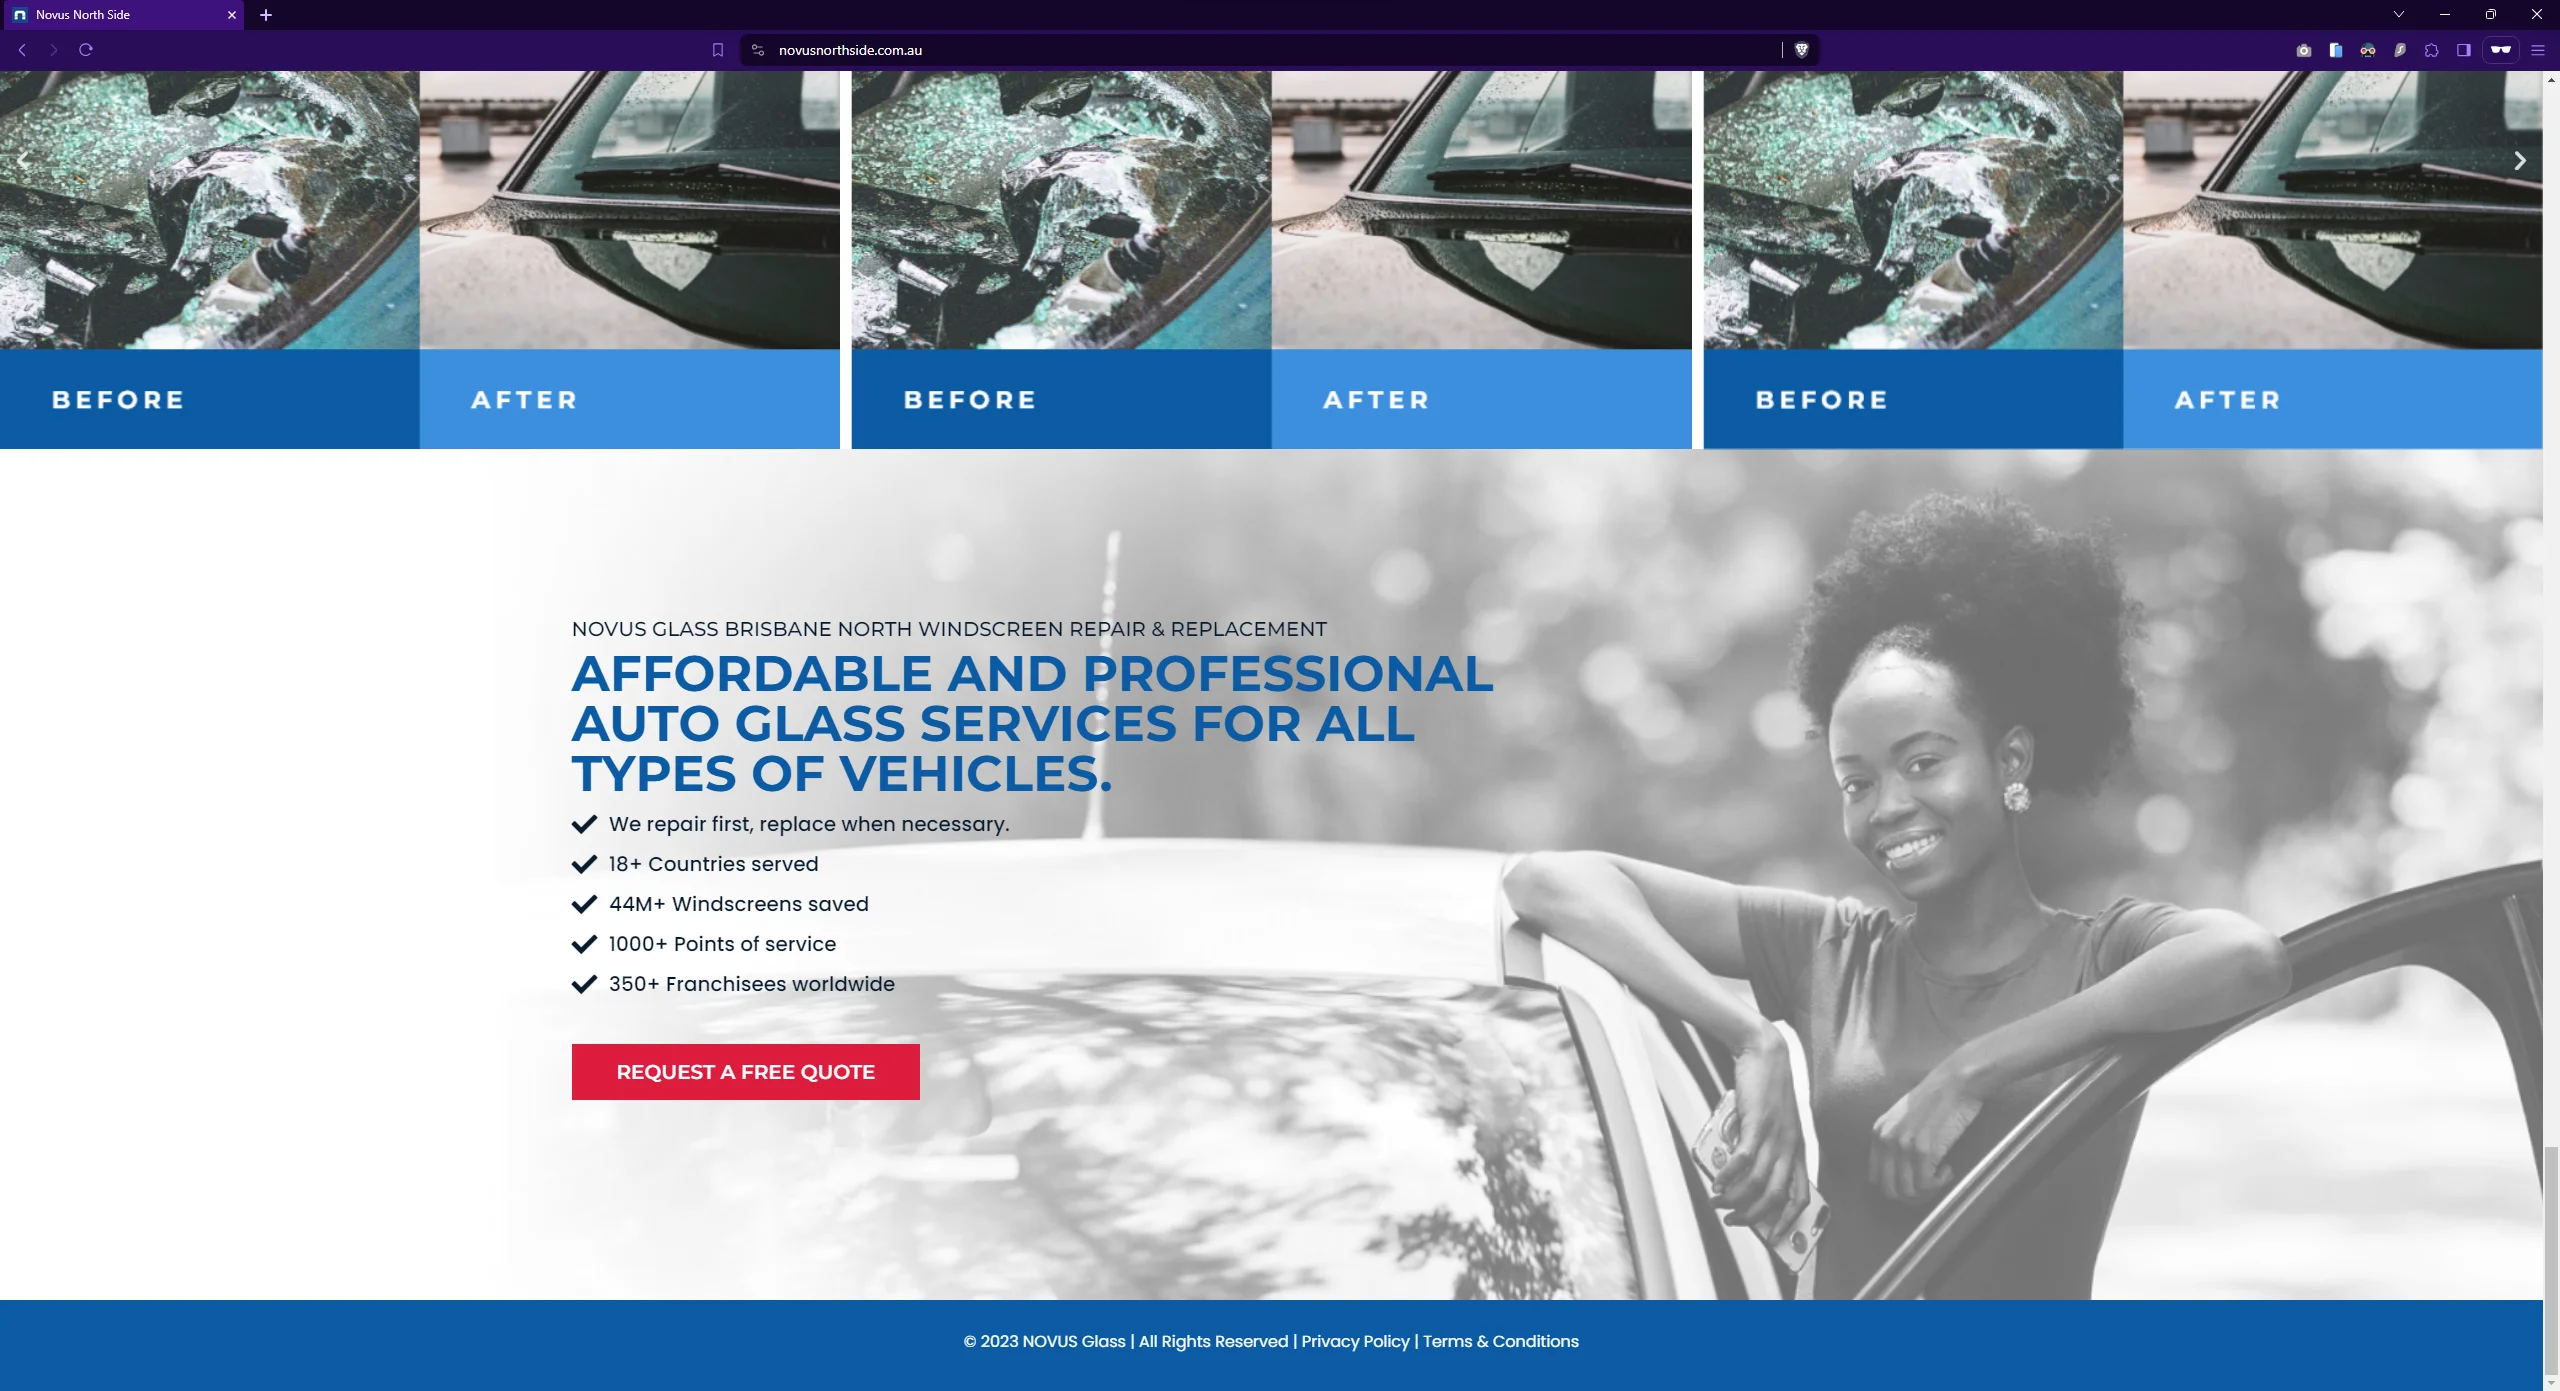 Novus North Side
novusnorthside.com.au
BEFORE AFTER BEFORE AFTER BEFORE AFTER
NOVUS GLASS BRISBANE NORTH WINDSCREEN REPAIR & REPLACEMENT
AFFORDABLE AND PROFESSIONAL
AUTO GLASS SERVICES FOR ALL
TYPES OF VEHICLES.
We repair first, replace when necessary.
18+ Countries served
44M+ Windscreens saved
1000+ Points of service
350+ Franchisees worldwide
REQUEST A FREE QUOTE
© 2023 NOVUS Glass | All Rights Reserved | Privacy Policy | Terms & Conditions